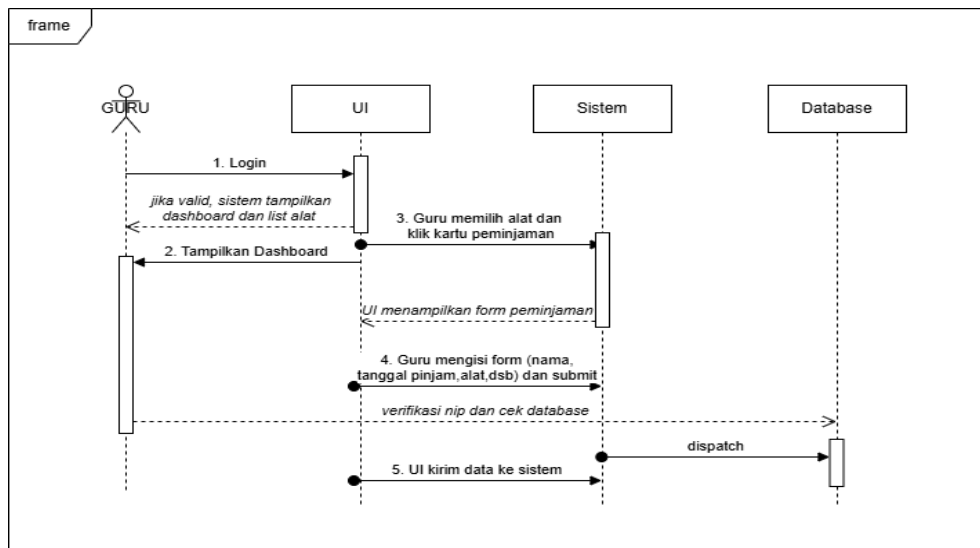 frame
GURU
UI
Sistem
Database
1. Login
jika valid, sistem tampilkan
dashboard dan list alat
3. Guru memilih alat dan
klik kartu peminjaman
2. Tampilkan Dashboard
UI menampilkan form peminjaman
4. Guru mengisi form (nama,
tanggal pinjam,alat,dsb) dan submit
verifikasi nip dan cek database
dispatch
5. UI kirim data ke sistem